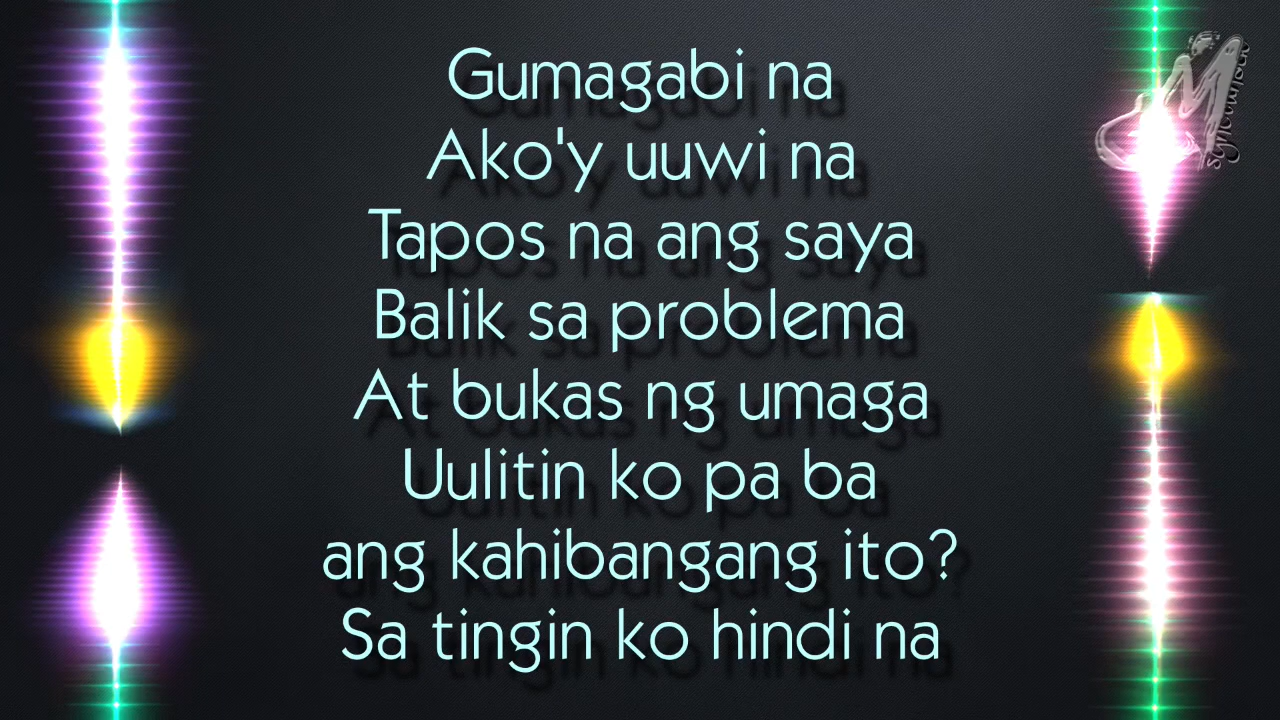 Gumagabi na
Ako'y uuwi na
Tapos na ang saya
Balik sa problema
At bukas ng umaga
Uulitin ko pa ba
ang kahibangang ito?
Sa tingin ko hindi na